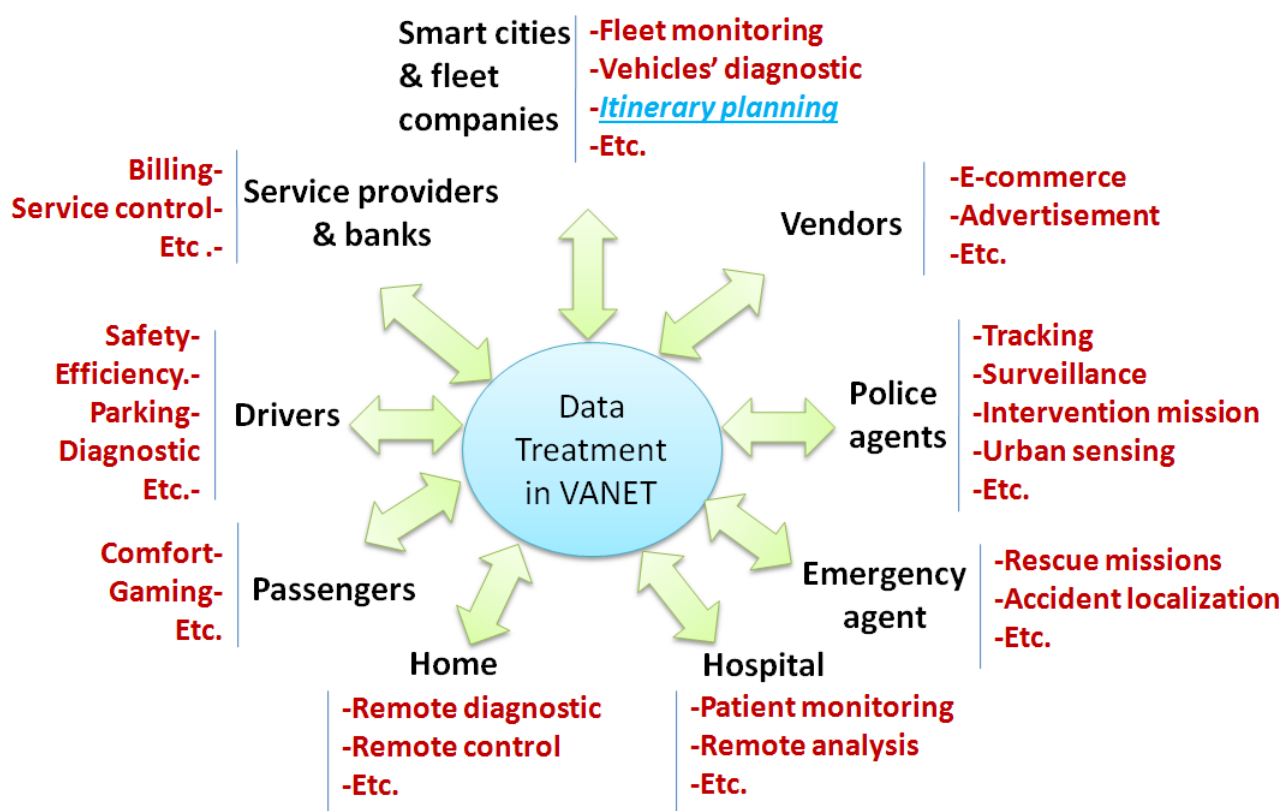 Smart cities
& fleet
companies
-Fleet monitoring
-Vehicles’ diagnostic
-Itinerary planning
-Etc.
Billing-
Service control-
Etc .-
Service providers
& banks
Vendors
-E-commerce
-Advertisement
-Etc.
Safety-
Efficiency.-
Parking-
Diagnostic
Etc.-
Drivers
Data
Treatment
in VANET
Police
agents
-Tracking
-Surveillance
-Intervention mission
-Urban sensing
-Etc.
Comfort-
Gaming-
Etc.
Passengers
Emergency
agent
-Rescue missions
-Accident localization
-Etc.
Home
-Remote diagnostic
-Remote control
-Etc.
Hospital
-Patient monitoring
-Remote analysis
-Etc.